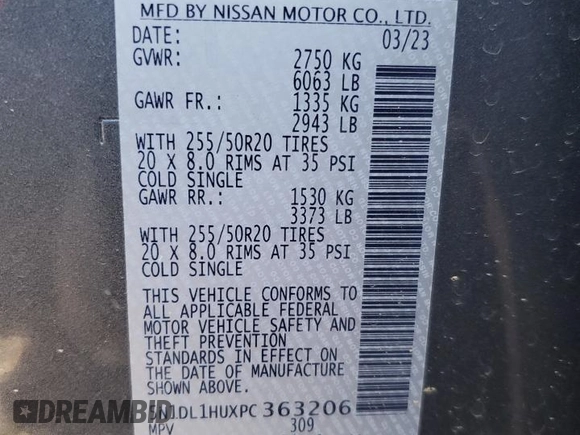 MFD BY NISSAN MOTOR CO., LTD.
DATE: 03/23
GVWR: 2750 KG
6063 LB
GAWR FR.: 1335 KG
2943 LB
WITH 255/50R20 TIRES
20 X 8.0 RIMS AT 35 PSI
COLD SINGLE
GAWR RR.: 1530 KG
3373 LB
WITH 255/50R20 TIRES
20 X 8.0 RIMS AT 35 PSI
COLD SINGLE
THIS VEHICLE CONFORMS TO
ALL APPLICABLE FEDERAL
MOTOR VEHICLE SAFETY AND
THEFT PREVENTION
STANDARDS IN EFFECT ON
THE DATE OF MANUFACTURE
SHOWN ABOVE.
363206
DREAMBID
MPV 309